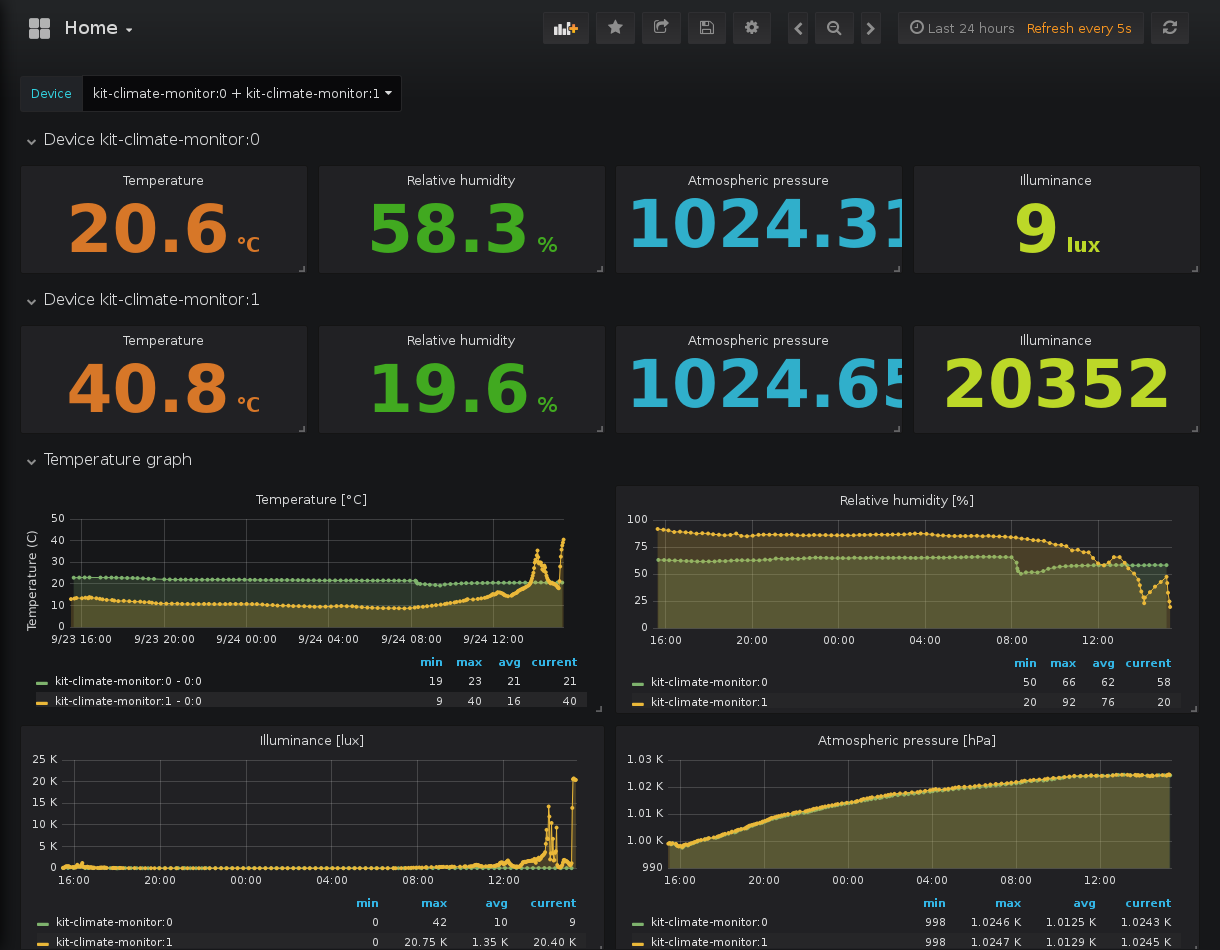 Home
Last 24 hours Refresh every 5s
Device kit-climate-monitor:0 + kit-climate-monitor:1
Device kit-climate-monitor:0
Temperature Relative humidity Atmospheric pressure Illuminance
20.6 °C 58.3 % 1024.31 9 lux
Device kit-climate-monitor:1
Temperature Relative humidity Atmospheric pressure Illuminance
40.8 °C 19.6 % 1024.65 20352
Temperature graph
Temperature [°C]
Temperature (C)
50
40
30
20
10
0
9/23 16:00 9/23 20:00 9/24 00:00 9/24 04:00 9/24 08:00 9/24 12:00
min max avg current
kit-climate-monitor:0 - 0:0 19 23 21 21
kit-climate-monitor:1 - 0:0 9 40 16 40
Relative humidity [%]
100
75
50
25
0
16:00 20:00 00:00 04:00 08:00 12:00
min max avg current
kit-climate-monitor:0 50 66 62 58
kit-climate-monitor:1 20 92 76 20
Illuminance [lux]
25 K
20 K
15 K
10 K
5 K
0
16:00 20:00 00:00 04:00 08:00 12:00
min max avg current
kit-climate-monitor:0 0 42 10 9
kit-climate-monitor:1 0 20.75 K 1.35 K 20.40 K
Atmospheric pressure [hPa]
1.03 K
1.02 K
1.01 K
1.00 K
990
16:00 20:00 00:00 04:00 08:00 12:00
min max avg current
kit-climate-monitor:0 998 1.0246 K 1.0125 K 1.0243 K
kit-climate-monitor:1 998 1.0247 K 1.0129 K 1.0245 K